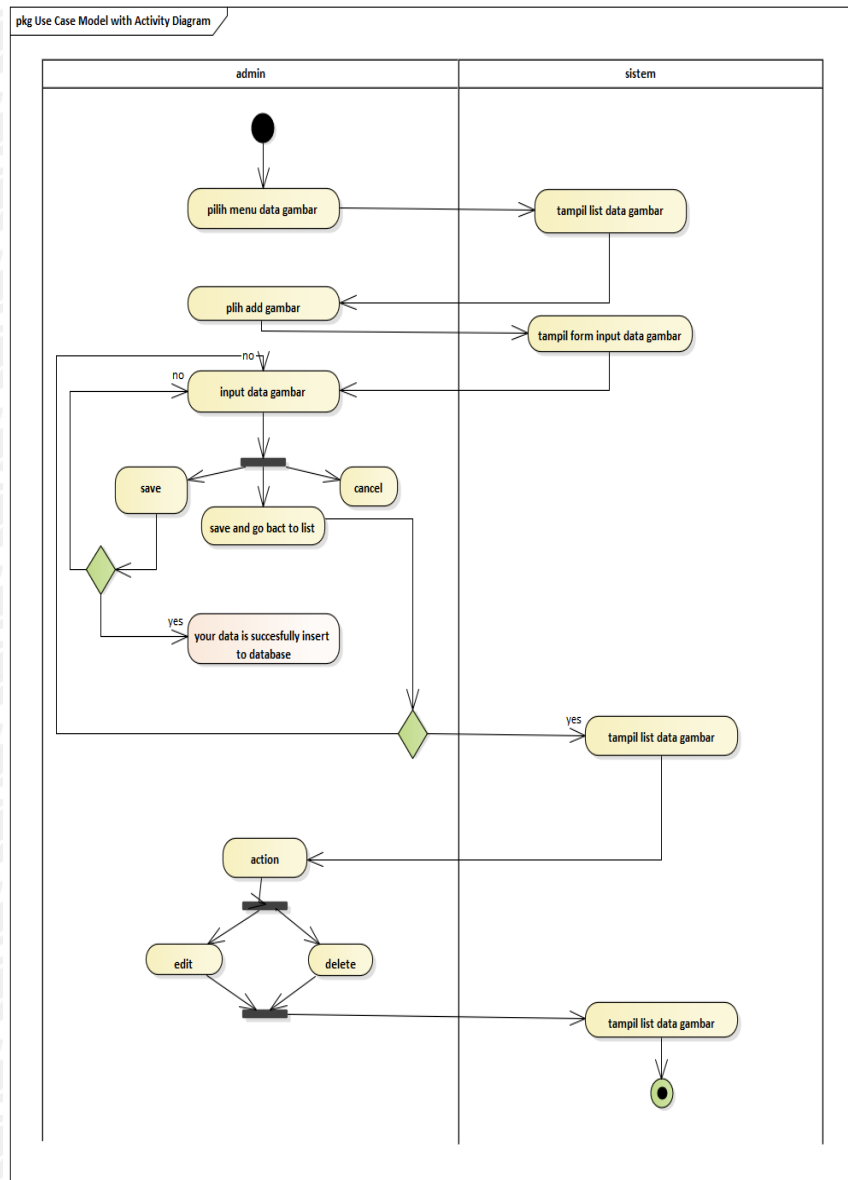 pkg Use Case Model with Activity Diagram
admin
sistem
pilih menu data gambar
tampil list data gambar
plih add gambar
tampil form input data gambar
no
no
input data gambar
save
cancel
save and go bact to list
yes
your data is succesfully insert
to database
yes
tampil list data gambar
action
edit
delete
tampil list data gambar